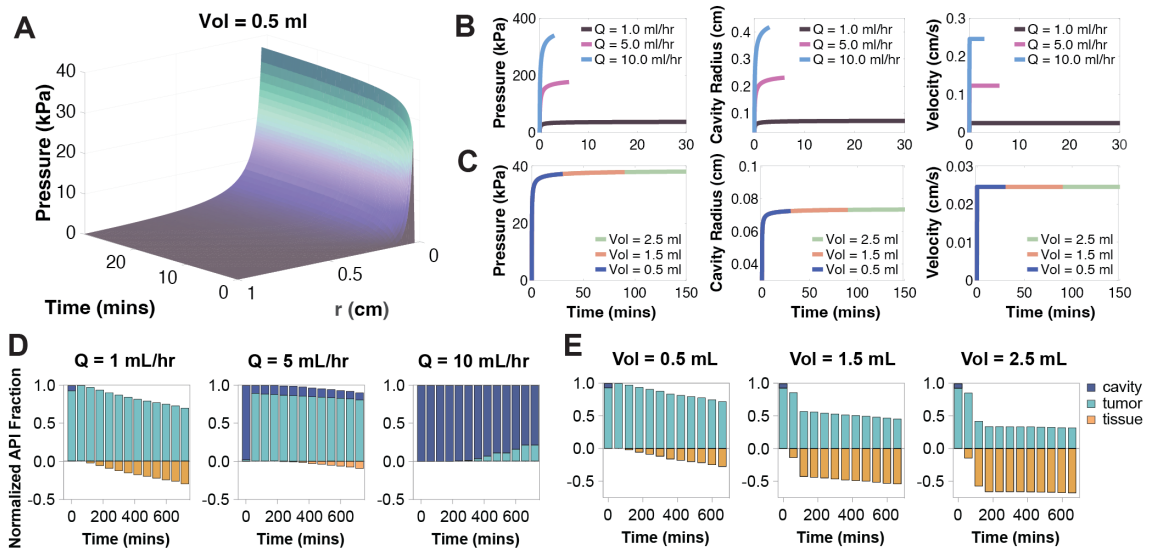 A
Vol = 0.5 ml
Pressure (kPa)
40
30
20
10
0
20
10
0
Time (mins)
1
0.5
0
r (cm)
B
Pressure (kPa)
400
200
0
0 10 20 30
Q = 1.0 ml/hr
Q = 5.0 ml/hr
Q = 10.0 ml/hr
Cavity Radius (cm)
0.4
0.3
0.2
0.1
0 10 20 30
Q = 1.0 ml/hr
Q = 5.0 ml/hr
Q = 10.0 ml/hr
Velocity (cm/s)
0.3
0.2
0.1
0
0 10 20 30
Q = 1.0 ml/hr
Q = 5.0 ml/hr
Q = 10.0 ml/hr
C
Pressure (kPa)
40
20
0
0 50 100 150
Time (mins)
Vol = 2.5 ml
Vol = 1.5 ml
Vol = 0.5 ml
Cavity Radius (cm)
0.1
0.08
0.06
0.04
0 50 100 150
Time (mins)
Vol = 2.5 ml
Vol = 1.5 ml
Vol = 0.5 ml
Velocity (cm/s)
0.03
0.02
0.01
0
0 50 100 150
Time (mins)
Vol = 2.5 ml
Vol = 1.5 ml
Vol = 0.5 ml
D
Normalized API Fraction
Q = 1 mL/hr
1.0
0.5
0.0
-0.5
0 200 400 600
Time (mins)
Q = 5 mL/hr
1.0
0.5
0.0
-0.5
0 200 400 600
Time (mins)
Q = 10 mL/hr
1.0
0.5
0.0
-0.5
0 200 400 600
Time (mins)
E
Vol = 0.5 mL
1.0
0.5
0.0
-0.5
0 200 400 600
Time (mins)
Vol = 1.5 mL
1.0
0.5
0.0
-0.5
0 200 400 600
Time (mins)
Vol = 2.5 mL
1.0
0.5
0.0
-0.5
0 200 400 600
Time (mins)
cavity
tumor
tissue